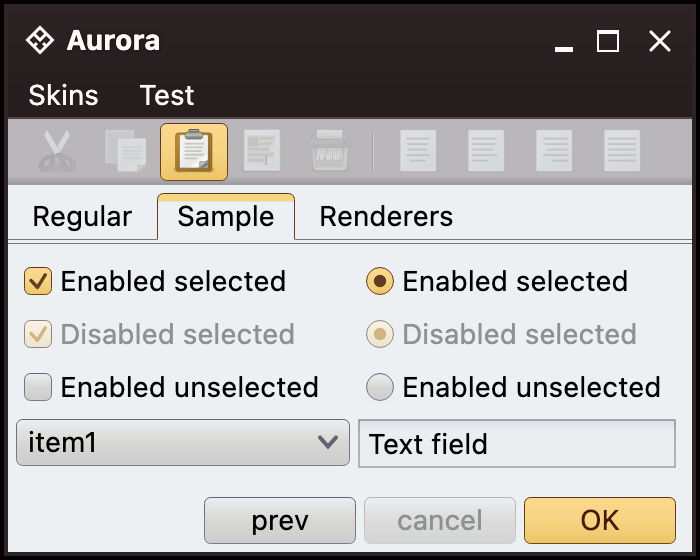 Aurora
Skins Test
Regular Sample Renderers
Enabled selected Enabled selected
Disabled selected Disabled selected
Enabled unselected Enabled unselected
item1 Text field
prev cancel OK